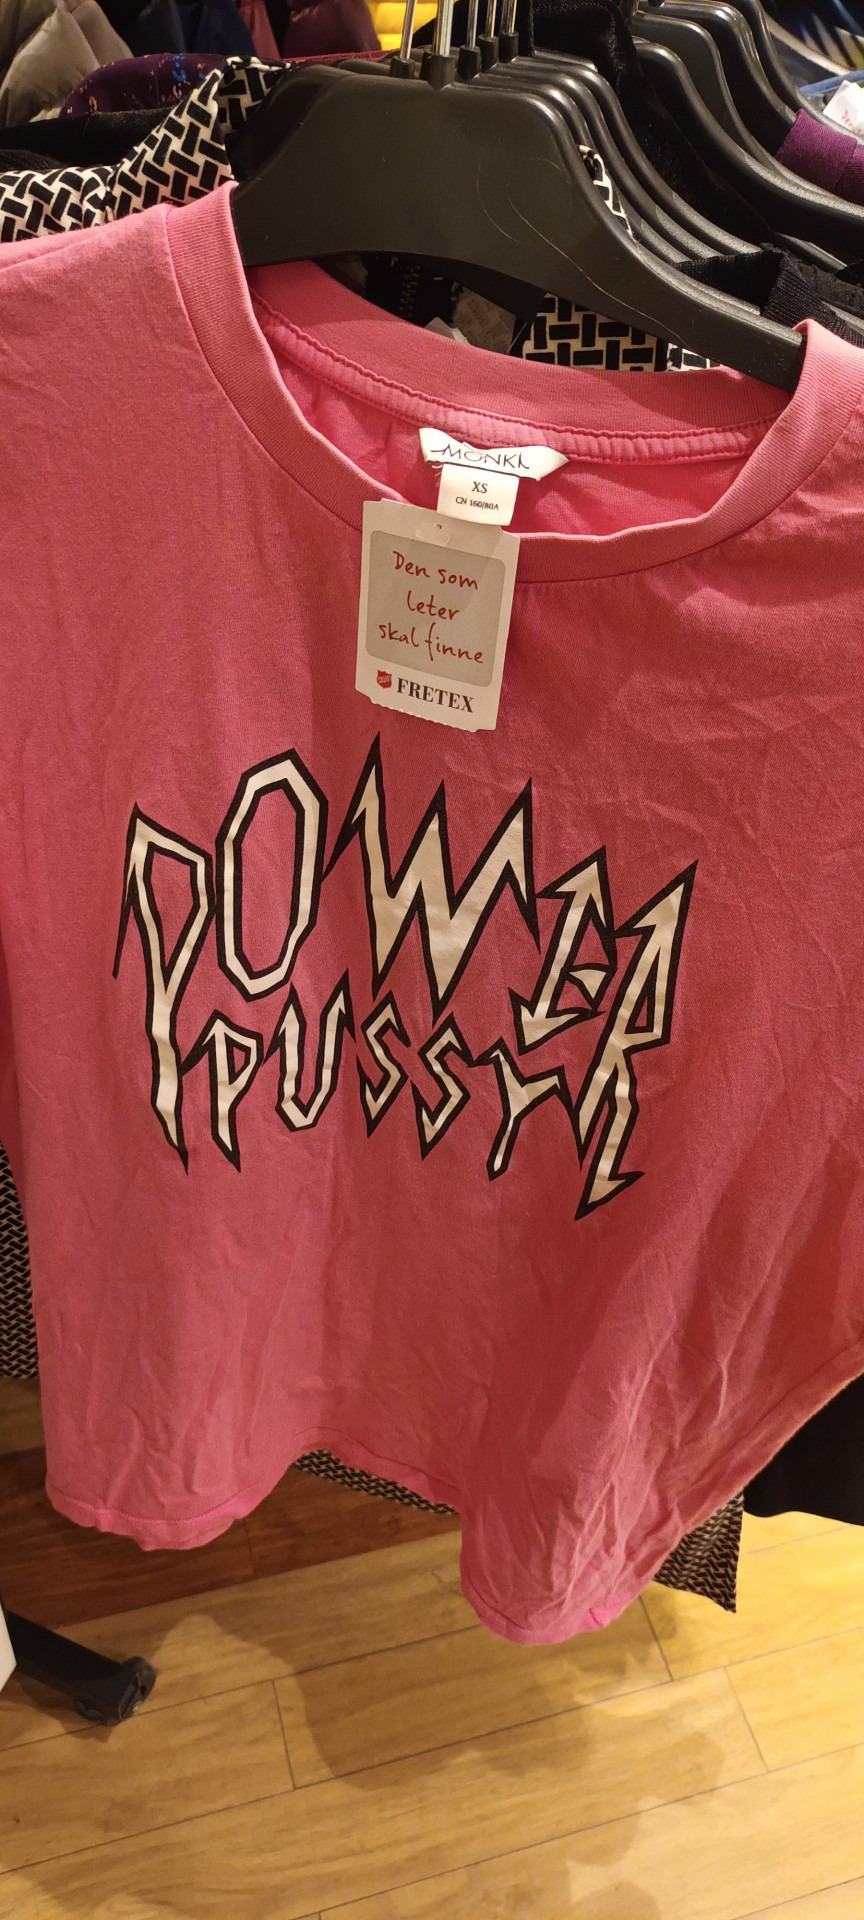 MONKI
XS
CN 160/80A
Den som
leter
skal finne
FRETEX
POWER
PUSSY